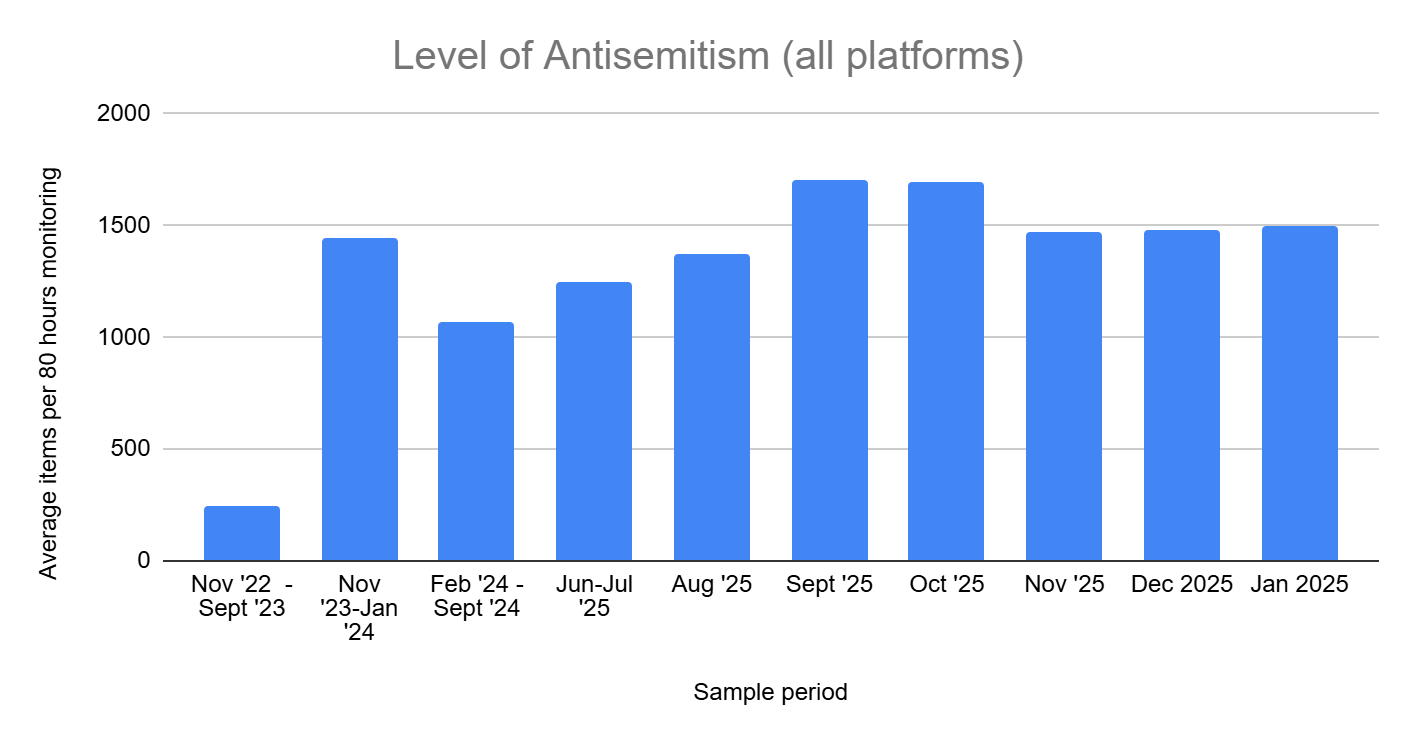 Level of Antisemitism (all platforms)
Average items per 80 hours monitoring
2000
1500
1000
500
0
Nov '22 -
Sept '23
Nov
'23-Jan
'24
Feb '24 -
Sept '24
Jun-Jul
'25
Aug '25
Sept '25
Oct '25
Nov '25
Dec 2025
Jan 2025
Sample period